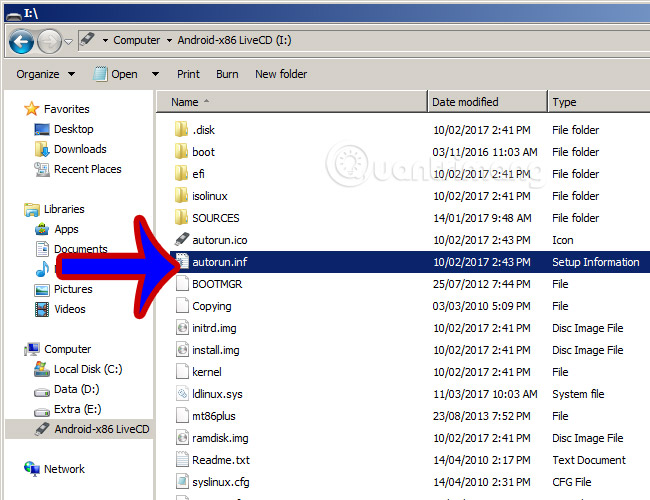 I:\
Computer Android-x86 LiveCD (I:)
Organize Open Print Burn New folder
Favorites
Desktop
Downloads
Recent Places
Libraries
Apps
Documents
Pictures
Videos
Computer
Local Disk (C:)
Data (D:)
Extra (E:)
Android-x86 LiveCD
Network
Name Date modified Type
.disk 10/02/2017 2:41 PM File folder
boot 03/11/2016 11:03 AM File folder
efi 10/02/2017 2:41 PM File folder
isolinux 10/02/2017 2:41 PM File folder
SOURCES 14/01/2017 9:48 AM File folder
autorun.ico 10/02/2017 2:43 PM Icon
autorun.inf 10/02/2017 2:43 PM Setup Information
BOOTMGR 25/07/2012 7:44 PM File
Copying 03/03/2010 5:09 PM File
initrd.img 10/02/2017 2:41 PM Disc Image File
install.img 10/02/2017 2:41 PM Disc Image File
kernel 10/02/2017 2:41 PM File
ldlinux.sys 11/03/2017 10:03 AM System file
mt86plus 23/08/2013 7:52 PM File
ramdisk.img 10/02/2017 2:41 PM Disc Image File
Readme.txt 14/04/2010 2:17 PM Text Document
syslinux.cfg 14/04/2010 2:31 PM CFG File